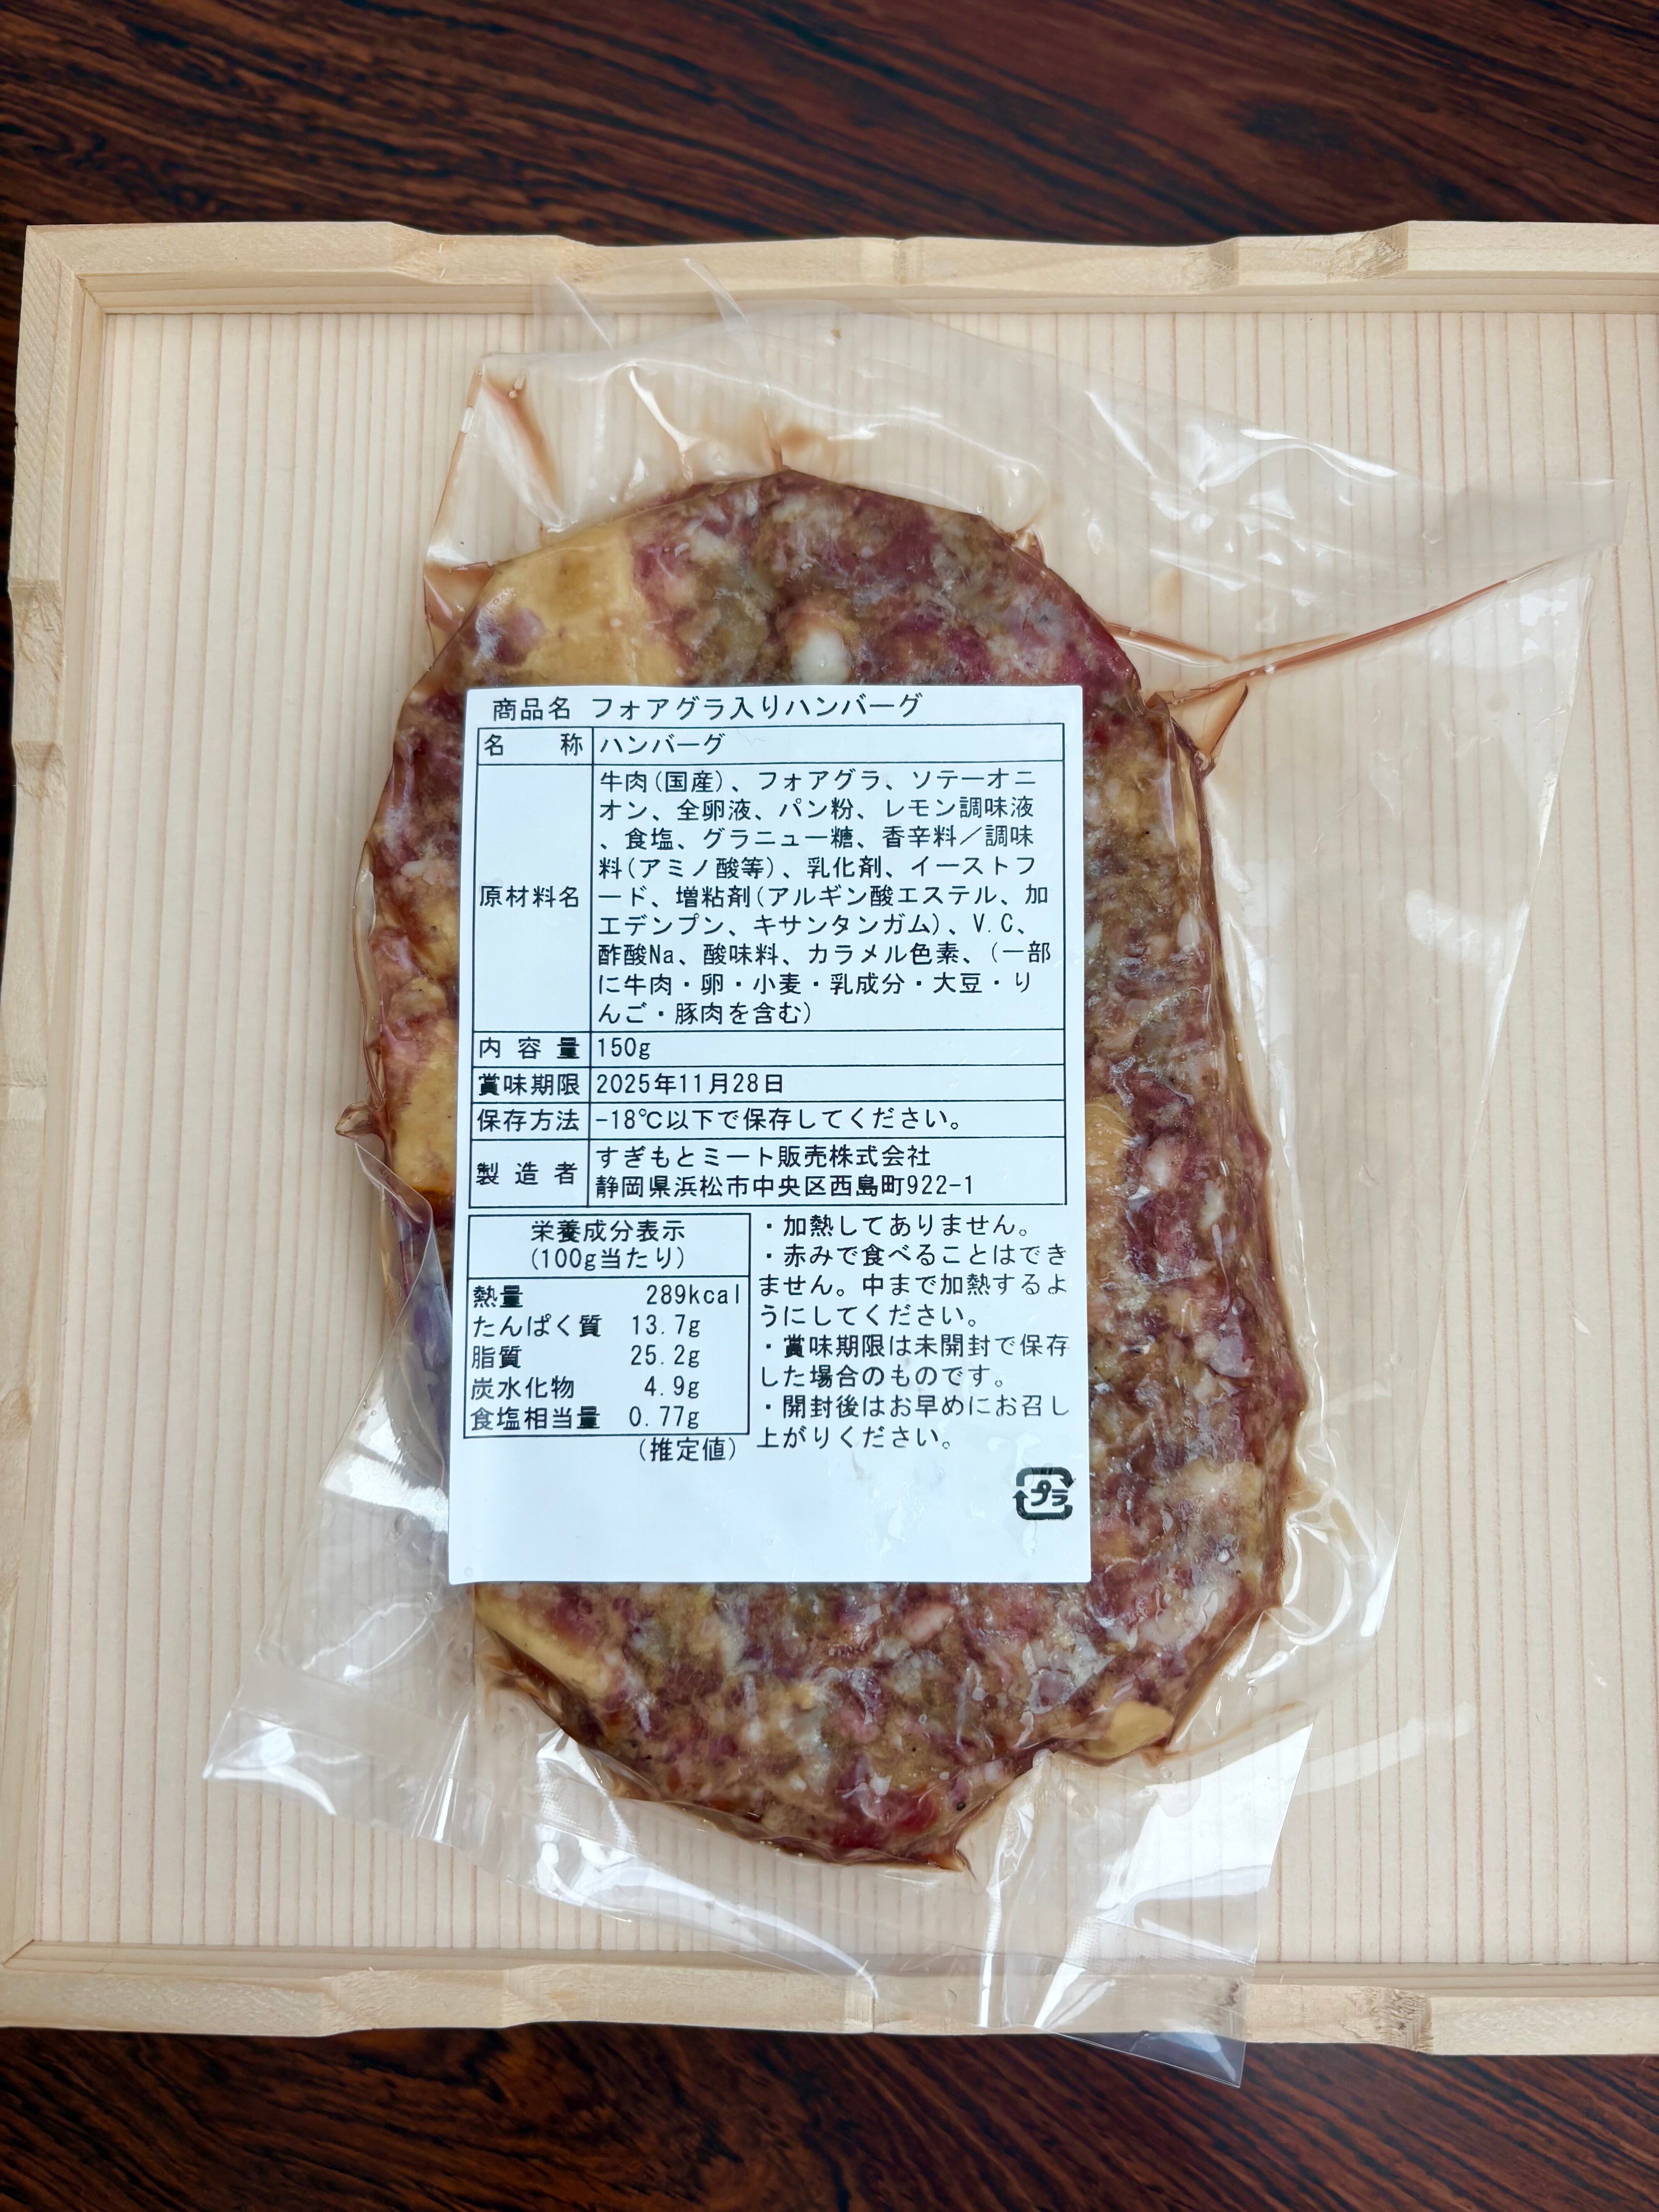 商品名 フォアグラ入りハンバーグ
名 称 ハンバーグ
原材料名
牛肉(国産)、フォアグラ、ソテーオニ
オン、全卵液、パン粉、レモン調味液
、食塩、グラニュー糖、香辛料／調味
料(アミノ酸等)、乳化剤、イーストフ
ード、増粘剤(アルギン酸エステル、加
工デンプン、キサンタンガム)、V.C、
酢酸Na、酸味料、カラメル色素、(一部
に牛肉・卵・小麦・乳成分・大豆・り
んご・豚肉を含む)
内 容 量 150g
賞味期限 2025年11月28日
保存方法 -18℃以下で保存してください。
製 造 者
すぎもとミート販売株式会社
静岡県浜松市中央区西島町922-1
栄養成分表示
(100g当たり)
熱量 289kcal
たんぱく質 13.7g
脂質 25.2g
炭水化物 4.9g
食塩相当量 0.77g
(推定値)
・加熱してありません。
・赤みで食べることはでき
ません。中まで加熱するよ
うにしてください。
・賞味期限は未開封で保存
した場合のものです。
・開封後はお早めにお召し
上がりください。
プラ